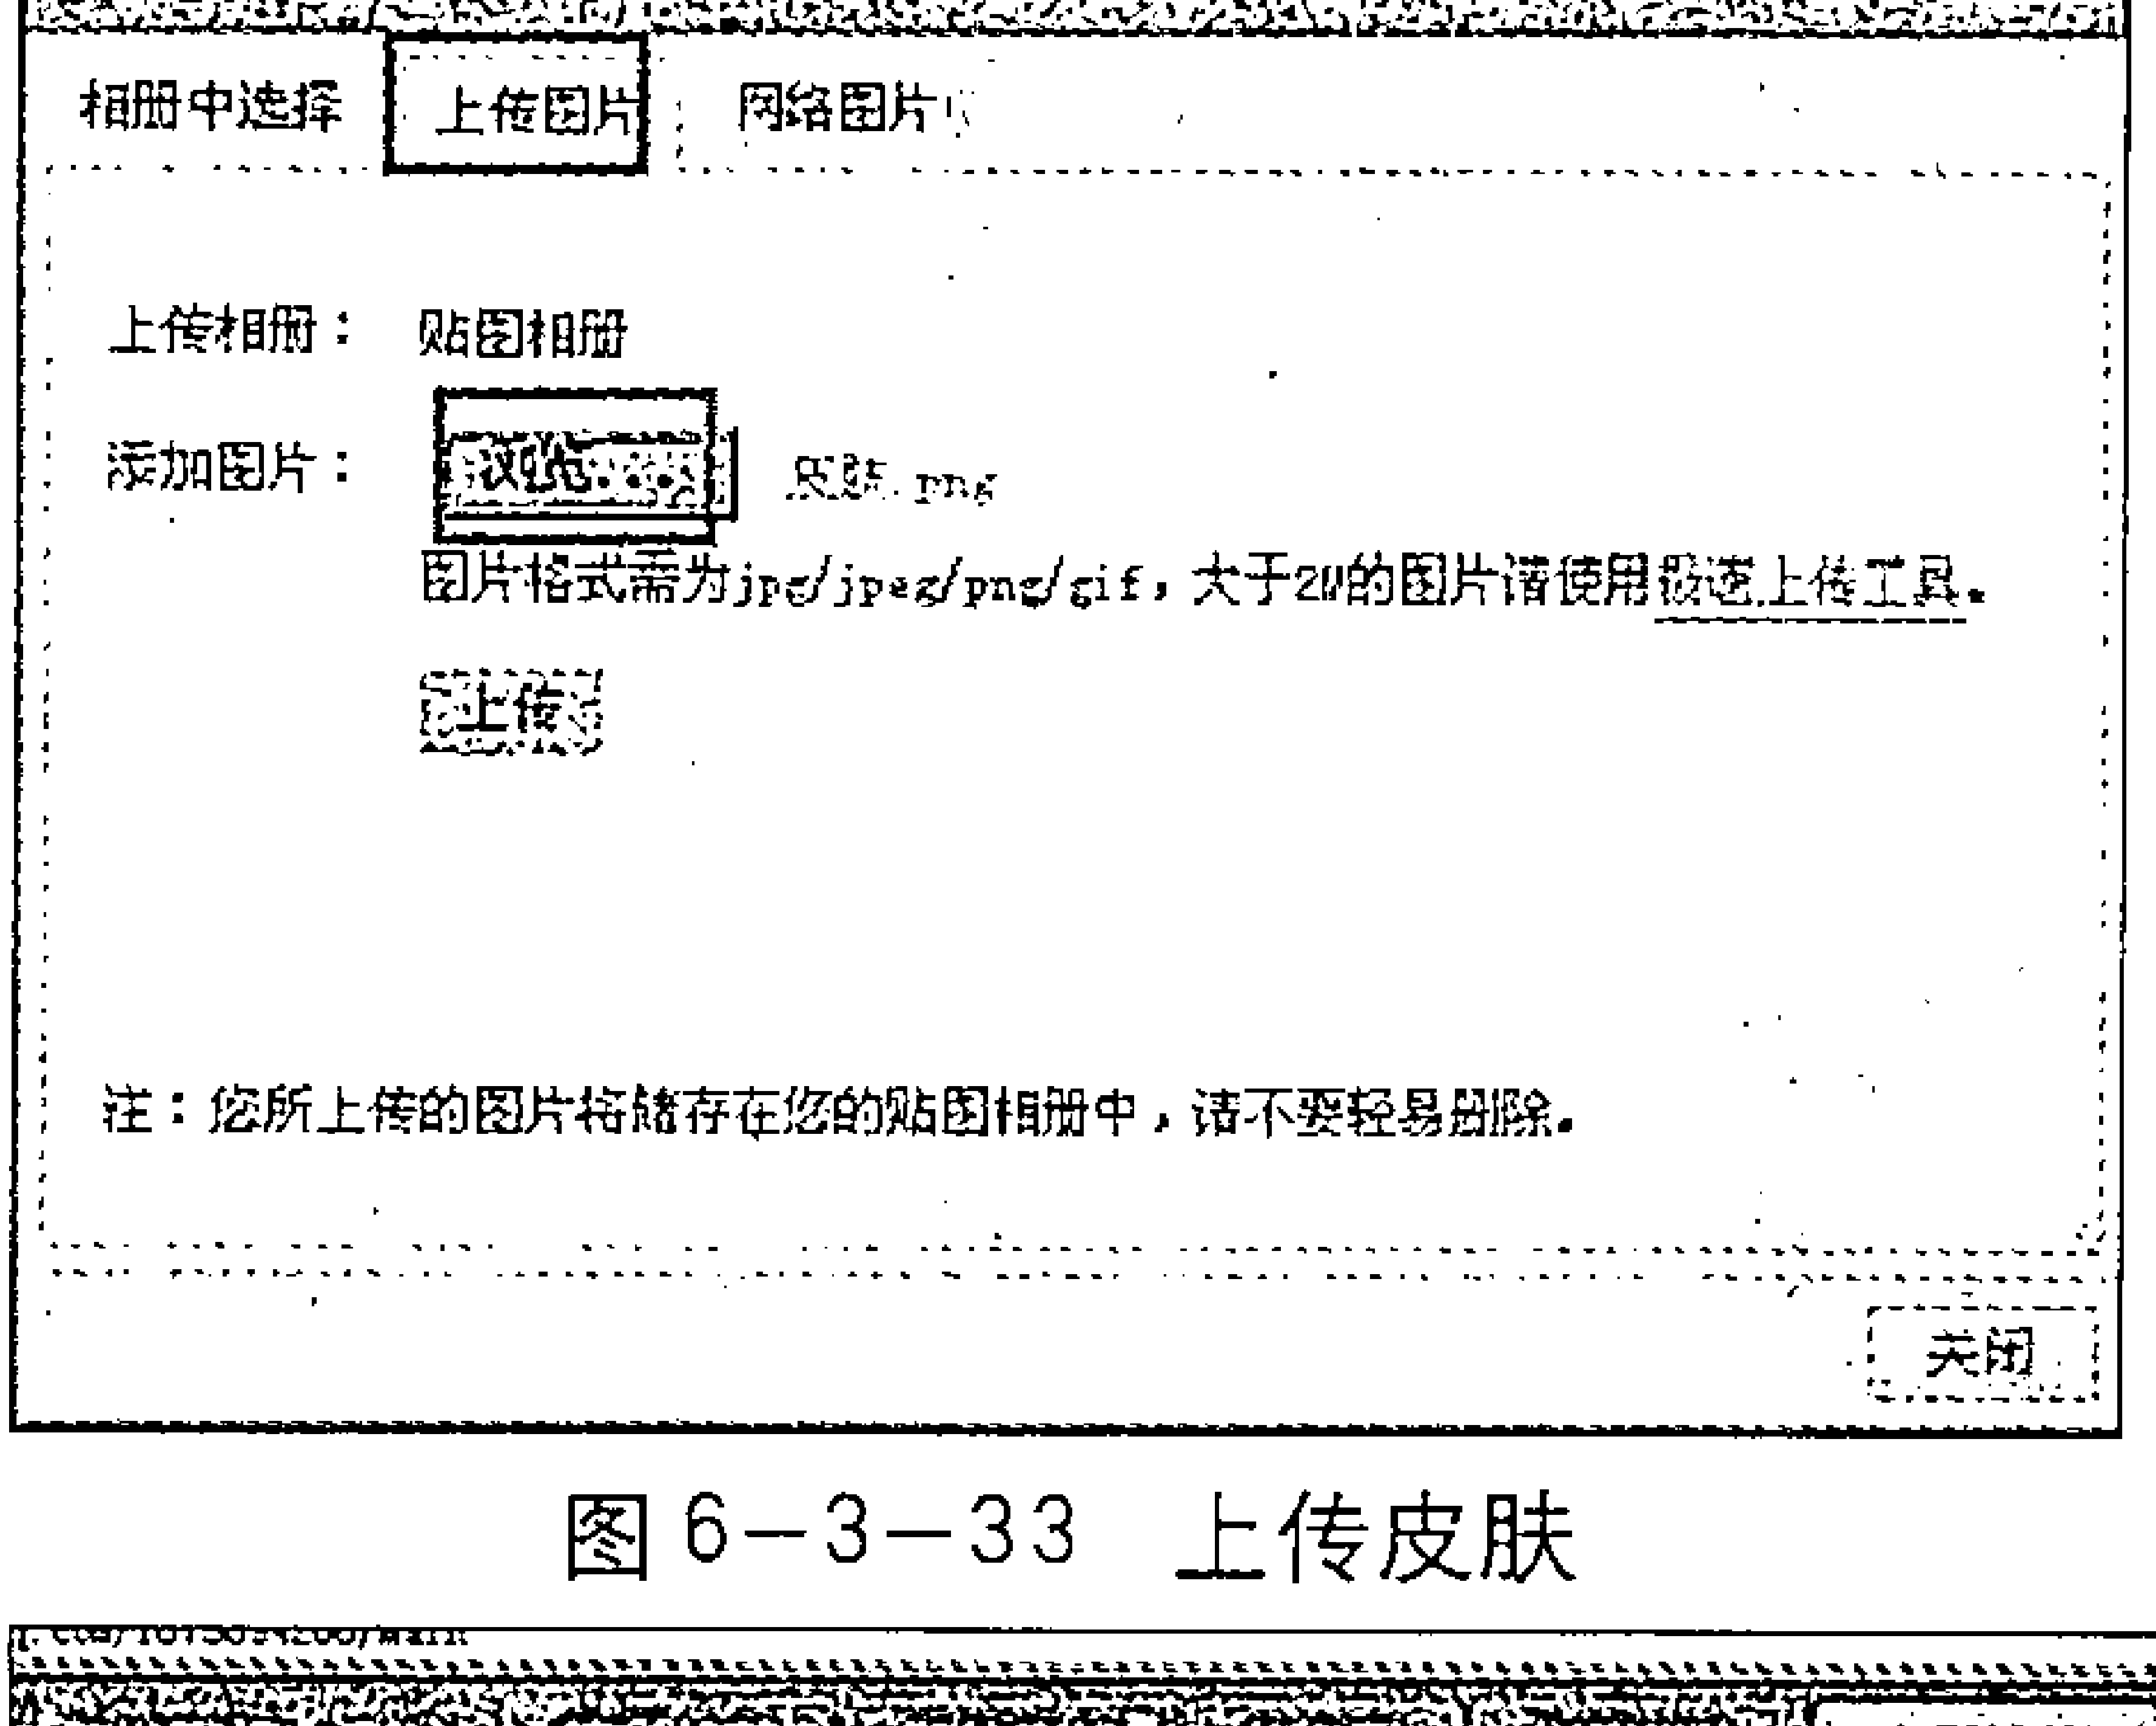 相册中选择 上传图片 网络图片
上传相册： 贴图相册
添加图片： 浏览... 皮肤.png
图片格式需为jpg/jpeg/png/gif，大于2M的图片请使用极速上传工具。
上传
注：您所上传的图片将储存在您的贴图相册中，请不要轻易删除。
关闭
图 6-3-33 上传皮肤